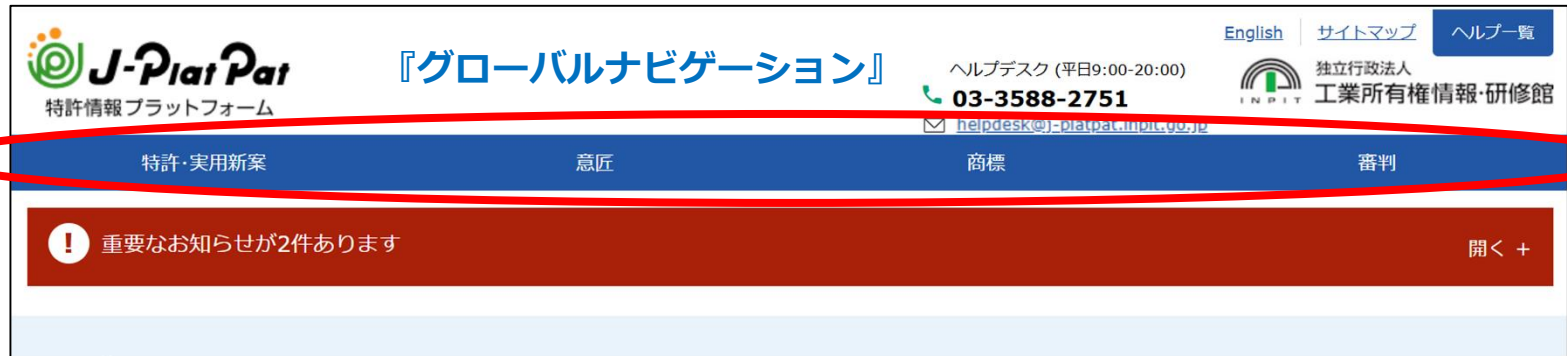 English サイトマップ ヘルプ一覧
J-PlatPat
特許情報プラットフォーム
『グローバルナビゲーション』
ヘルプデスク (平日9:00-20:00)
03-3588-2751
helpdesk@j-platpat.inpit.go.jp
INPIT
独立行政法人
工業所有権情報・研修館
特許・実用新案 意匠 商標 審判
! 重要なお知らせが2件あります 開く +